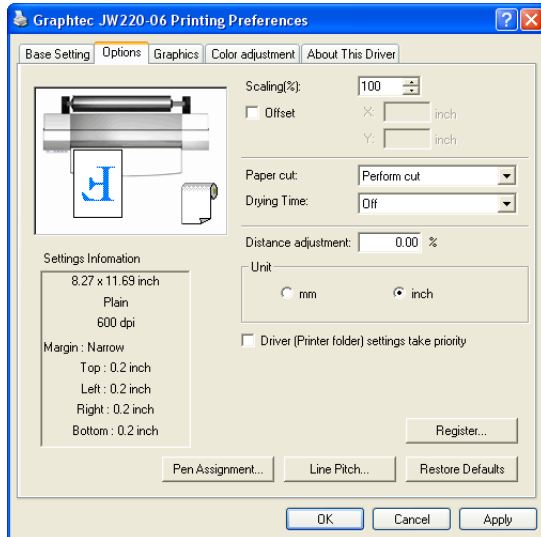 Graphtec JW220-06 Printing Preferences
Base Setting Options Graphics Color adjustment About This Driver
Scaling(%): 100
Offset X: inch
Y: inch
Paper cut: Perform cut
Drying Time: Off
Distance adjustment: 0.00 %
Unit
mm inch
Driver (Printer folder) settings take priority
Settings Infomation
8.27 x 11.69 inch
Plain
600 dpi
Margin : Narrow
Top : 0.2 inch
Left : 0.2 inch
Right : 0.2 inch
Bottom : 0.2 inch
Register...
Pen Assignment... Line Pitch... Restore Defaults
OK Cancel Apply